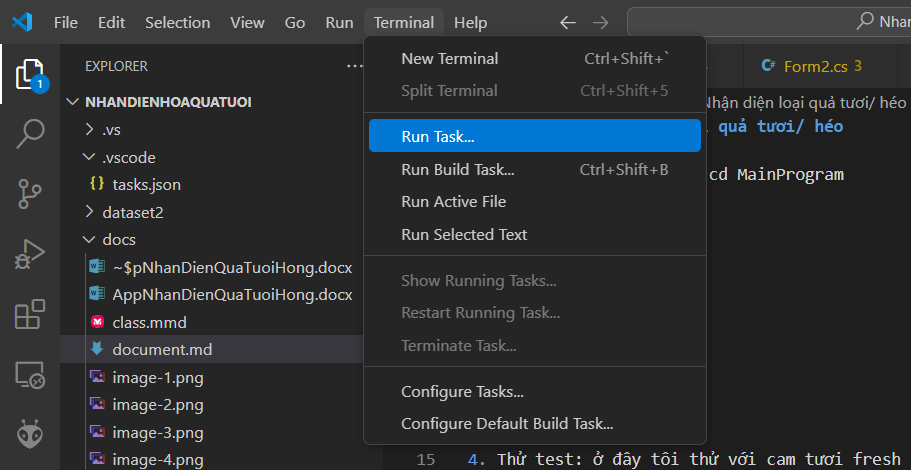 File Edit Selection View Go Run Terminal Help ← → Nhan
EXPLORER ...
1
NHANDIENHOAQUATUOI
.vs
.vscode
tasks.json
dataset2
docs
~$pNhanDienQuaTuoiHong.docx
AppNhanDienQuaTuoiHong.docx
class.mmd
document.md
image-1.png
image-2.png
image-3.png
image-4.png
New Terminal Ctrl+Shift+`
Split Terminal Ctrl+Shift+5
Run Task...
Run Build Task... Ctrl+Shift+B
Run Active File
Run Selected Text
Show Running Tasks...
Restart Running Task...
Terminate Task...
Configure Tasks...
Configure Default Build Task...
C# Form2.cs 3
Nhận diện loại quả tươi/ héo
quả tươi/ héo
cd MainProgram
15 4. Thử test: ở đây tôi thử với cam tươi fresh